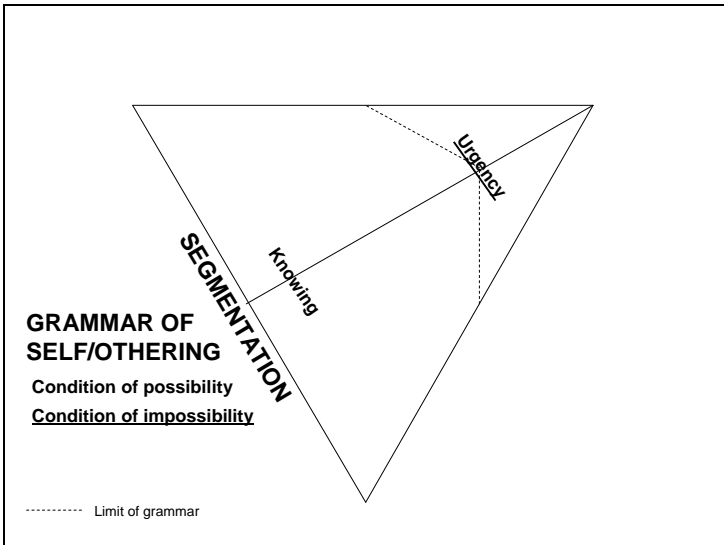 Urgency
Knowing
SEGMENTATION
GRAMMAR OF
SELF/OTHERING
Condition of possibility
Condition of impossibility
Limit of grammar